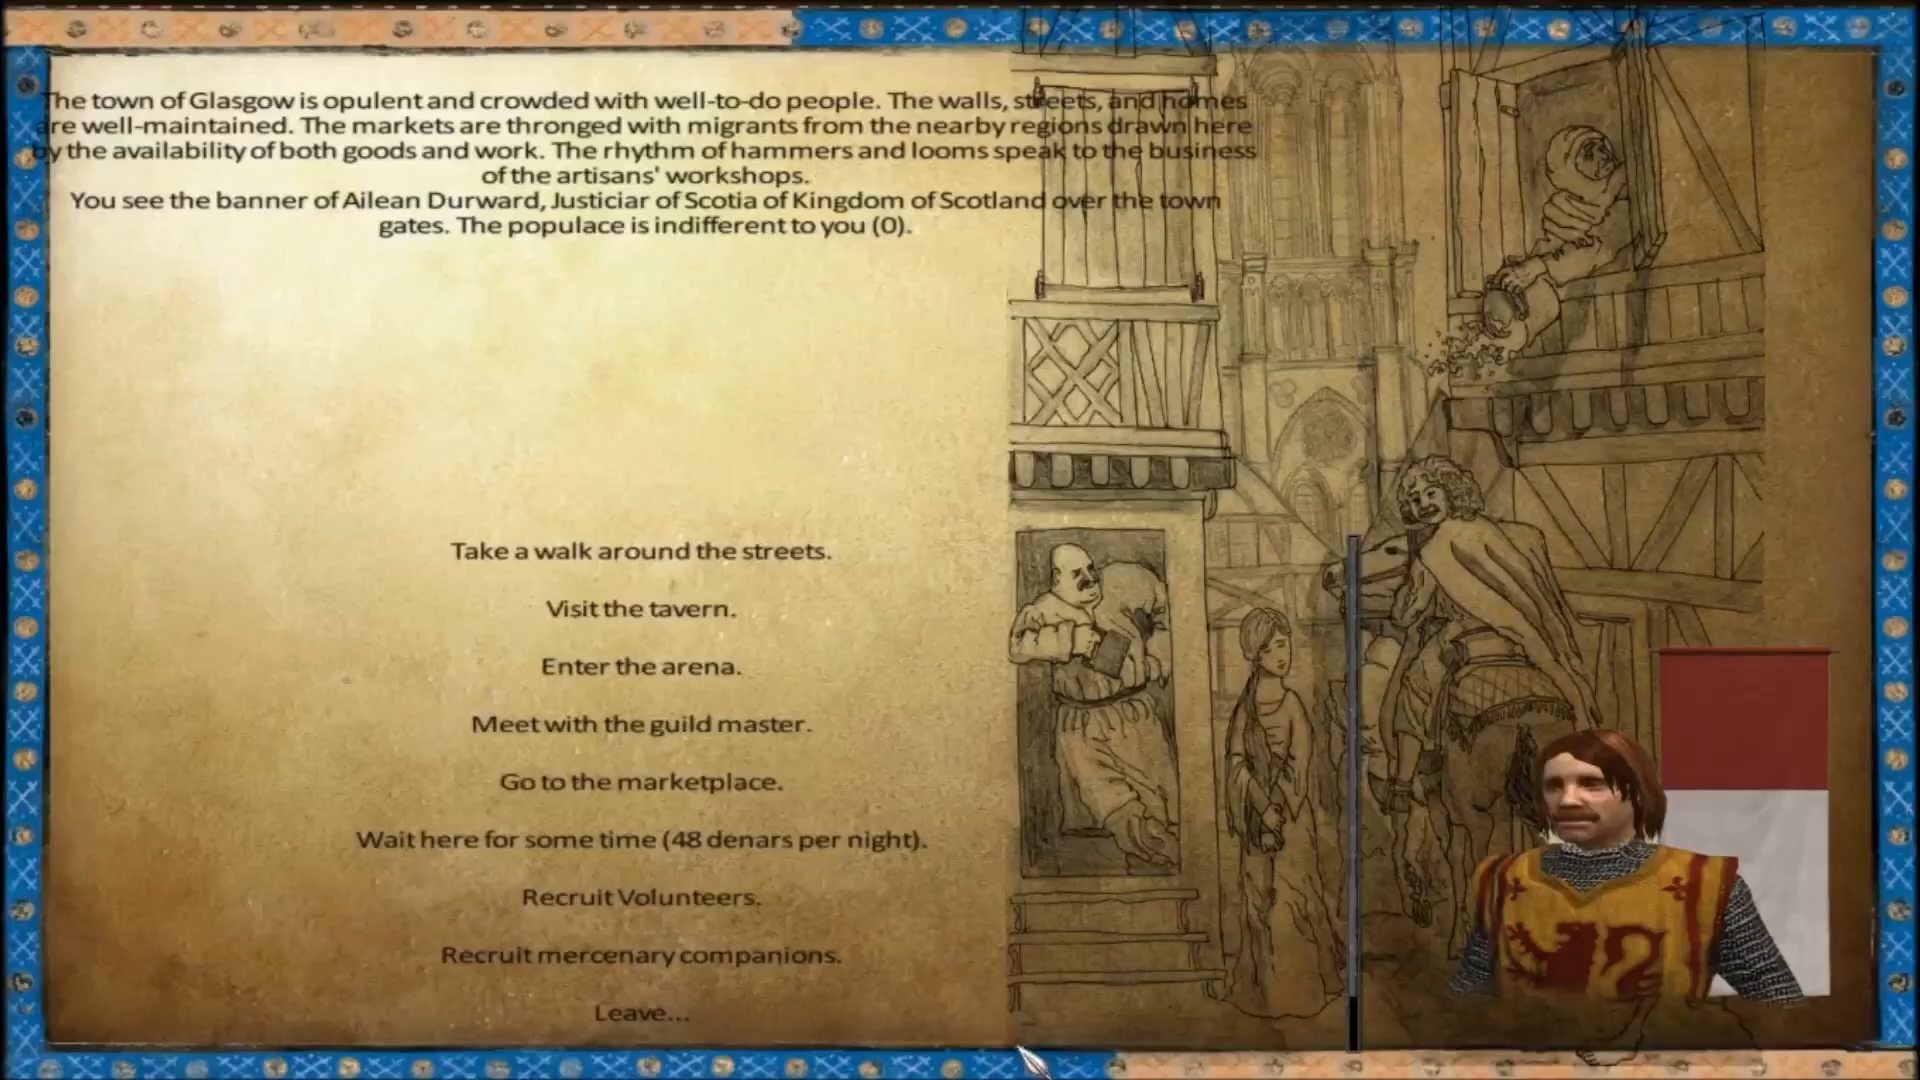 The town of Glasgow is opulent and crowded with well-to-do people. The walls, streets, and homes
are well-maintained. The markets are thronged with migrants from the nearby regions drawn here
by the availability of both goods and work. The rhythm of hammers and looms speak to the business
of the artisans' workshops.
You see the banner of Ailean Durward, Justiciar of Scotia of Kingdom of Scotland over the town
gates. The populace is indifferent to you (0).
Take a walk around the streets.
Visit the tavern.
Enter the arena.
Meet with the guild master.
Go to the marketplace.
Wait here for some time (48 denars per night).
Recruit Volunteers.
Recruit mercenary companions.
Leave...